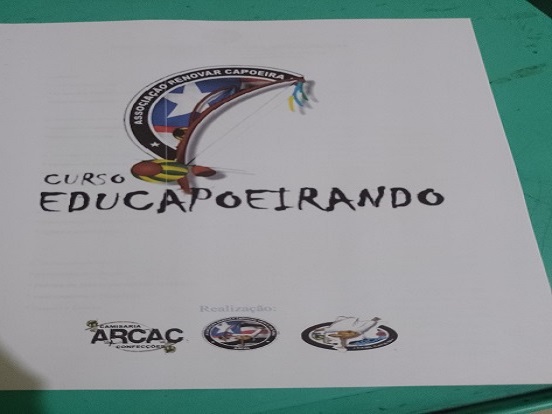 ASSOCIAÇÃO RENOVAR CAPOEIRA
CURSO
EDUCAPOEIRANDO
Realização:
CAMISARIA
ARCAC
CONFECÇÕES